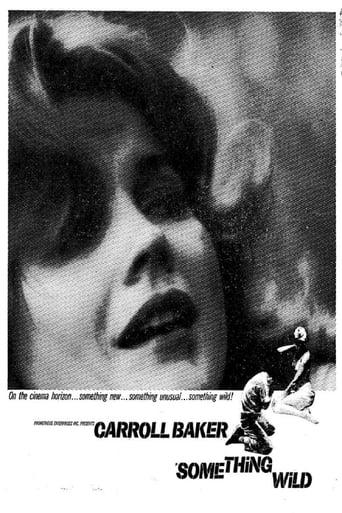 On the cinema horizon...something new...something unusual...something wild!
PROMETHEUS ENTERPRISES INC. PRESENTS
CARROLL BAKER
SOMETHING WILD